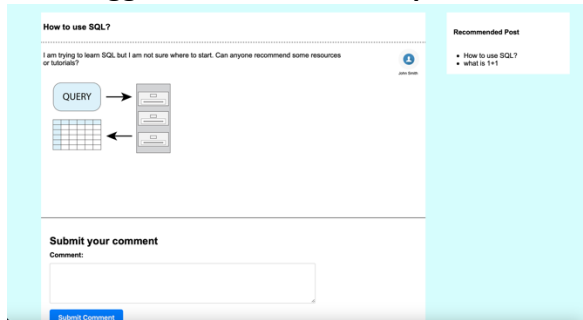 How to use SQL?
I am trying to learn SQL but I am not sure where to start. Can anyone recommend some resources
or tutorials?
John Smith
QUERY
Submit your comment
Comment:
Submit Comment
Recommended Post
How to use SQL?
what is 1+1